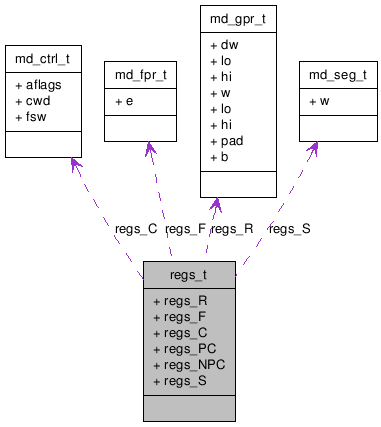 md_ctrl_t
+ aflags
+ cwd
+ fsw
md_fpr_t
+ e
md_gpr_t
+ dw
+ lo
+ hi
+ w
+ lo
+ hi
+ pad
+ b
md_seg_t
+ w
regs_C
regs_F
regs_R
regs_S
regs_t
+ regs_R
+ regs_F
+ regs_C
+ regs_PC
+ regs_NPC
+ regs_S